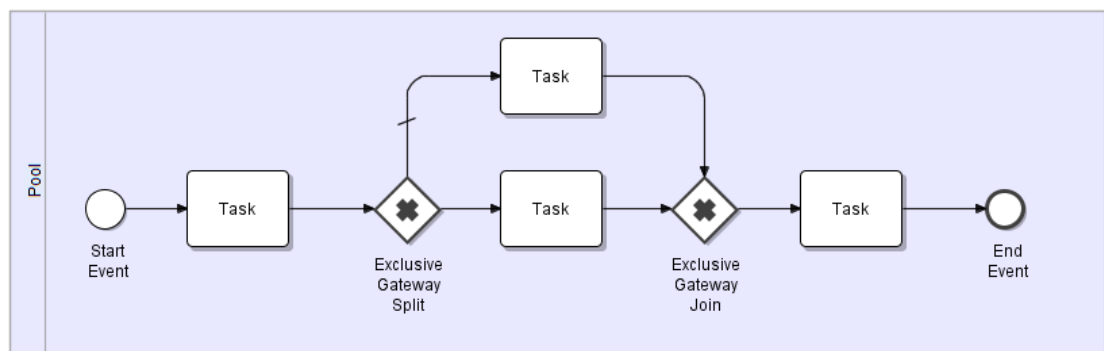 Pool
Task
Task
Task
Task
Start
Event
Exclusive
Gateway
Split
Exclusive
Gateway
Join
End
Event